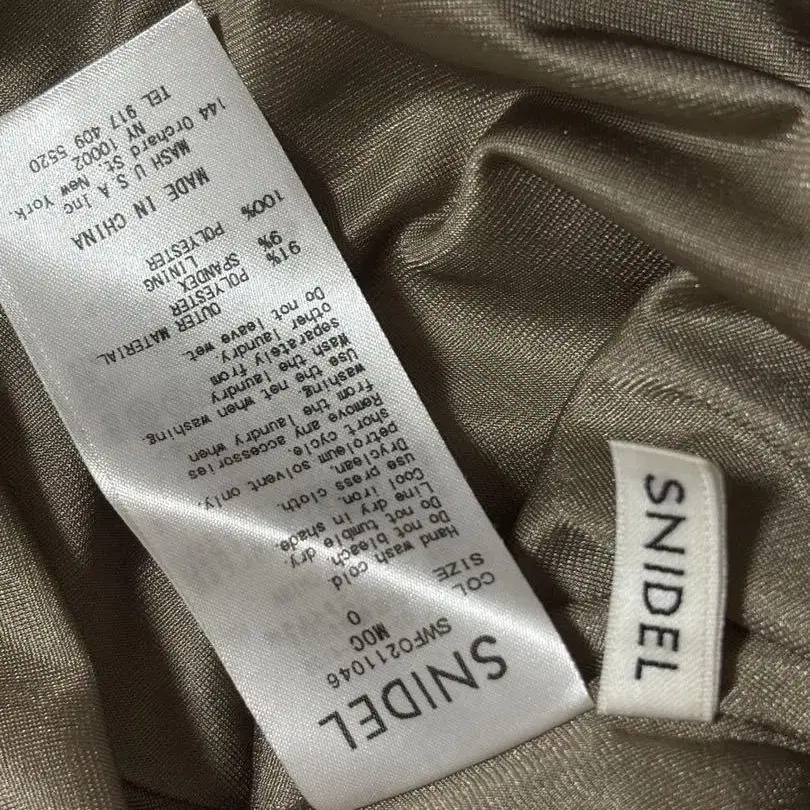 SNIDEL
SWFO211046
COL MOC
SIZE 0
Hand wash cold.
Do not bleach.
Do not tumble dry.
Line dry in shade.
Cool iron.
use press cloth.
Dryclean,
petroleum solvent only,
short cycle.
Remove any accessories
from the laundry when
washing.
Use the net when washing.
Wash the laundry
separately from
other laundry
Do not leave wet.
OUTER MATERIAL
POLYESTER 91%
SPANDEX 9%
LINING
POLYESTER 100%
MADE IN CHINA
MASH U S A Inc
144 Orchard St. New York,
NY 10002
TEL 917 409 5520
SNIDEL